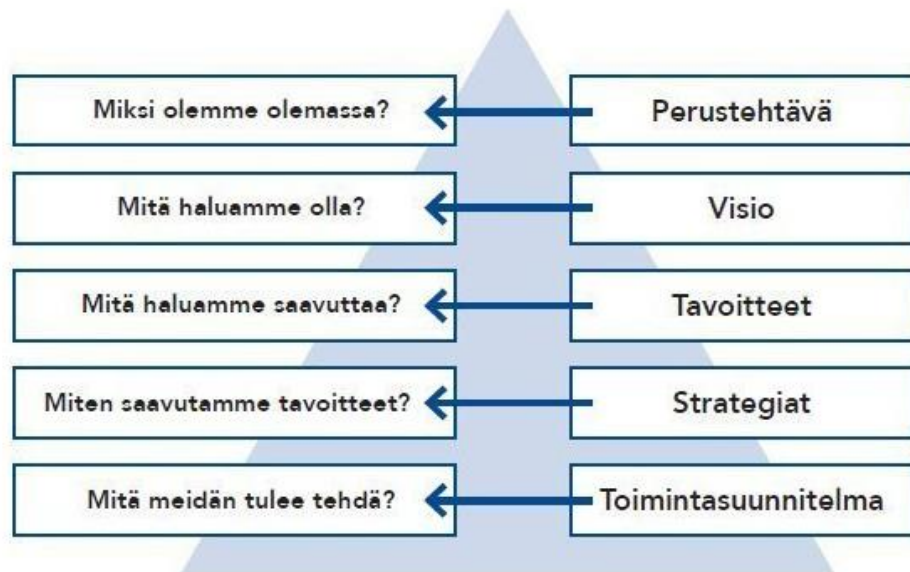 Miksi olemme olemassa?
Perustehtävä
Mitä haluamme olla?
Visio
Mitä haluamme saavuttaa?
Tavoitteet
Miten saavutamme tavoitteet?
Strategiat
Mitä meidän tulee tehdä?
Toimintasuunnitelma